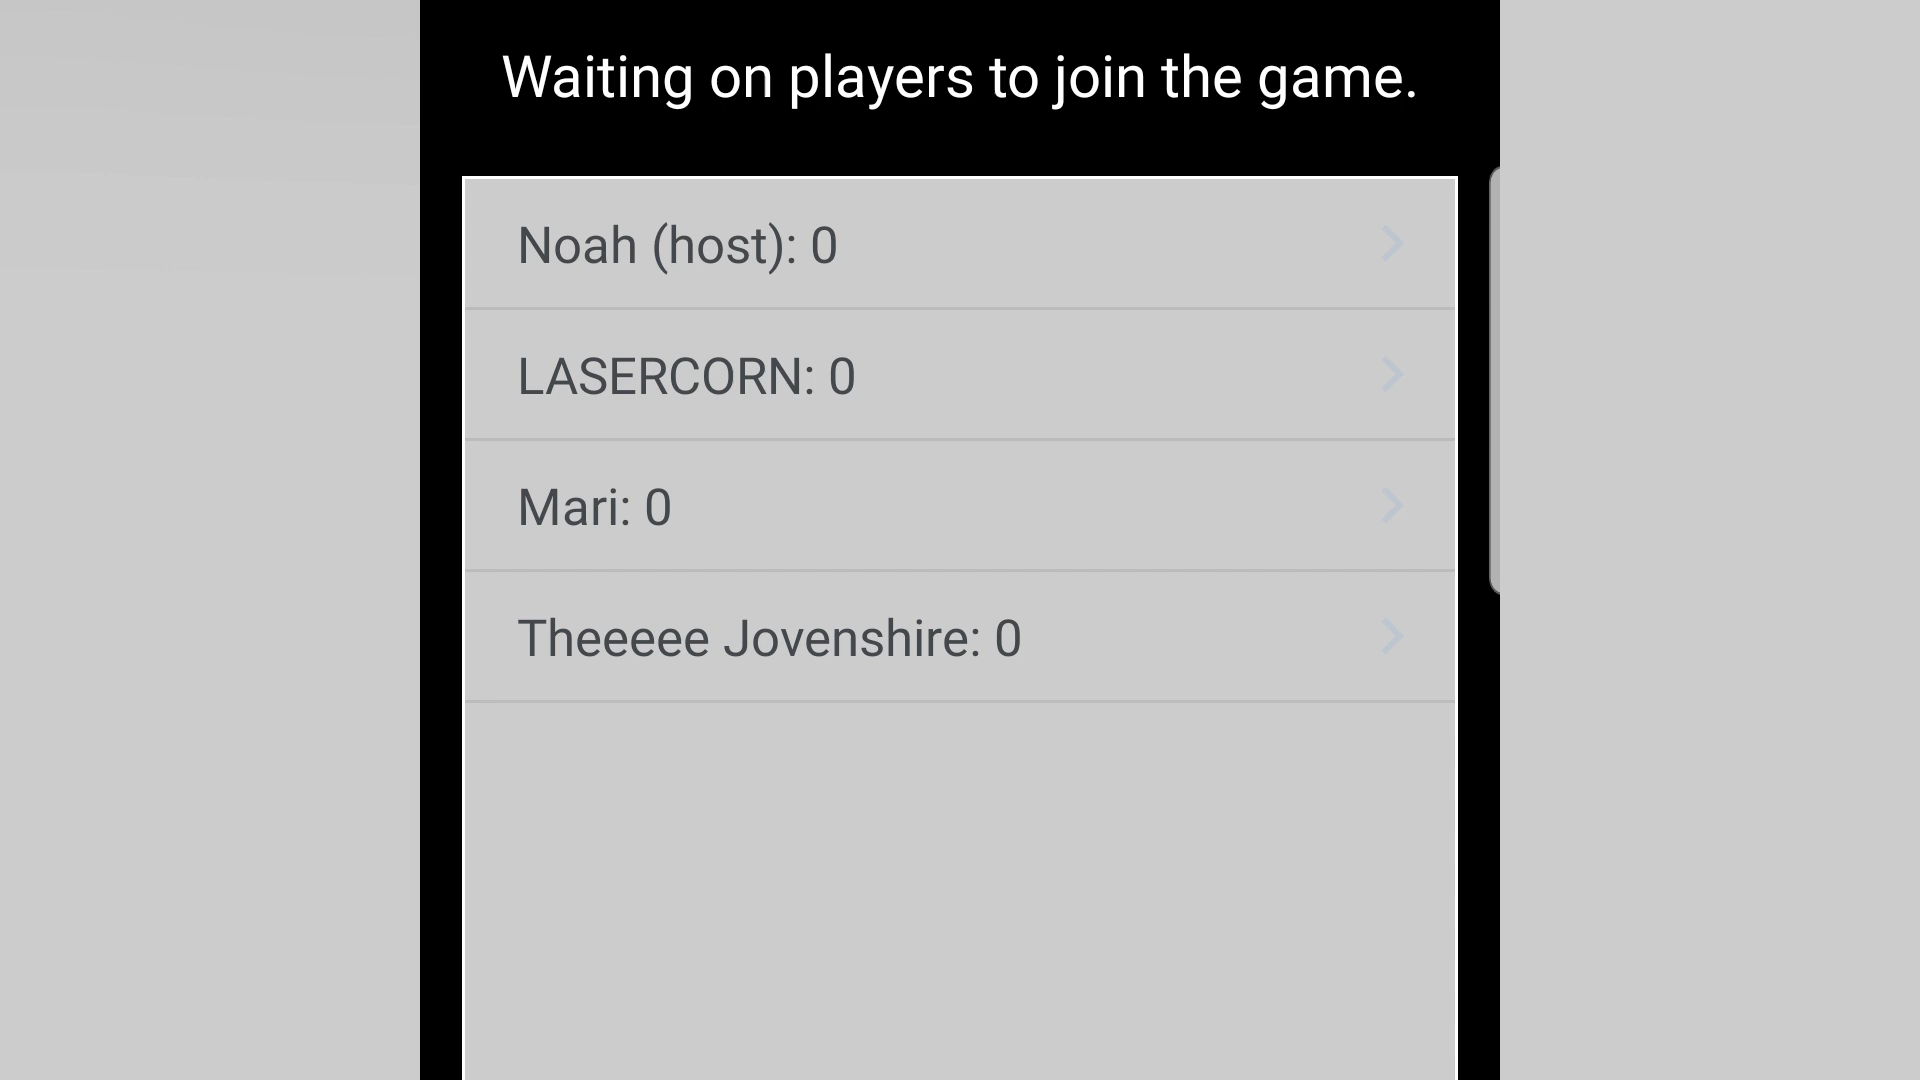 Waiting on players to join the game.
Noah (host): 0
LASERCORN: 0
Mari: 0
Theeeee Jovenshire: 0